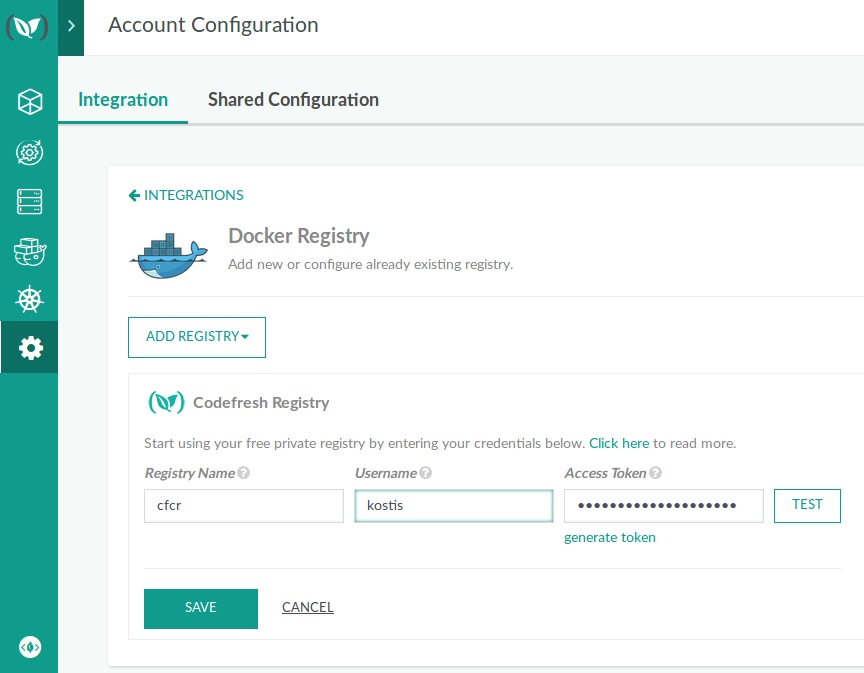 Account Configuration
Integration Shared Configuration
INTEGRATIONS
Docker Registry
Add new or configure already existing registry.
ADD REGISTRY
Codefresh Registry
Start using your free private registry by entering your credentials below. Click here to read more.
Registry Name Username Access Token
cfcr kostis •••••••••••••••••••• TEST
generate token
SAVE CANCEL